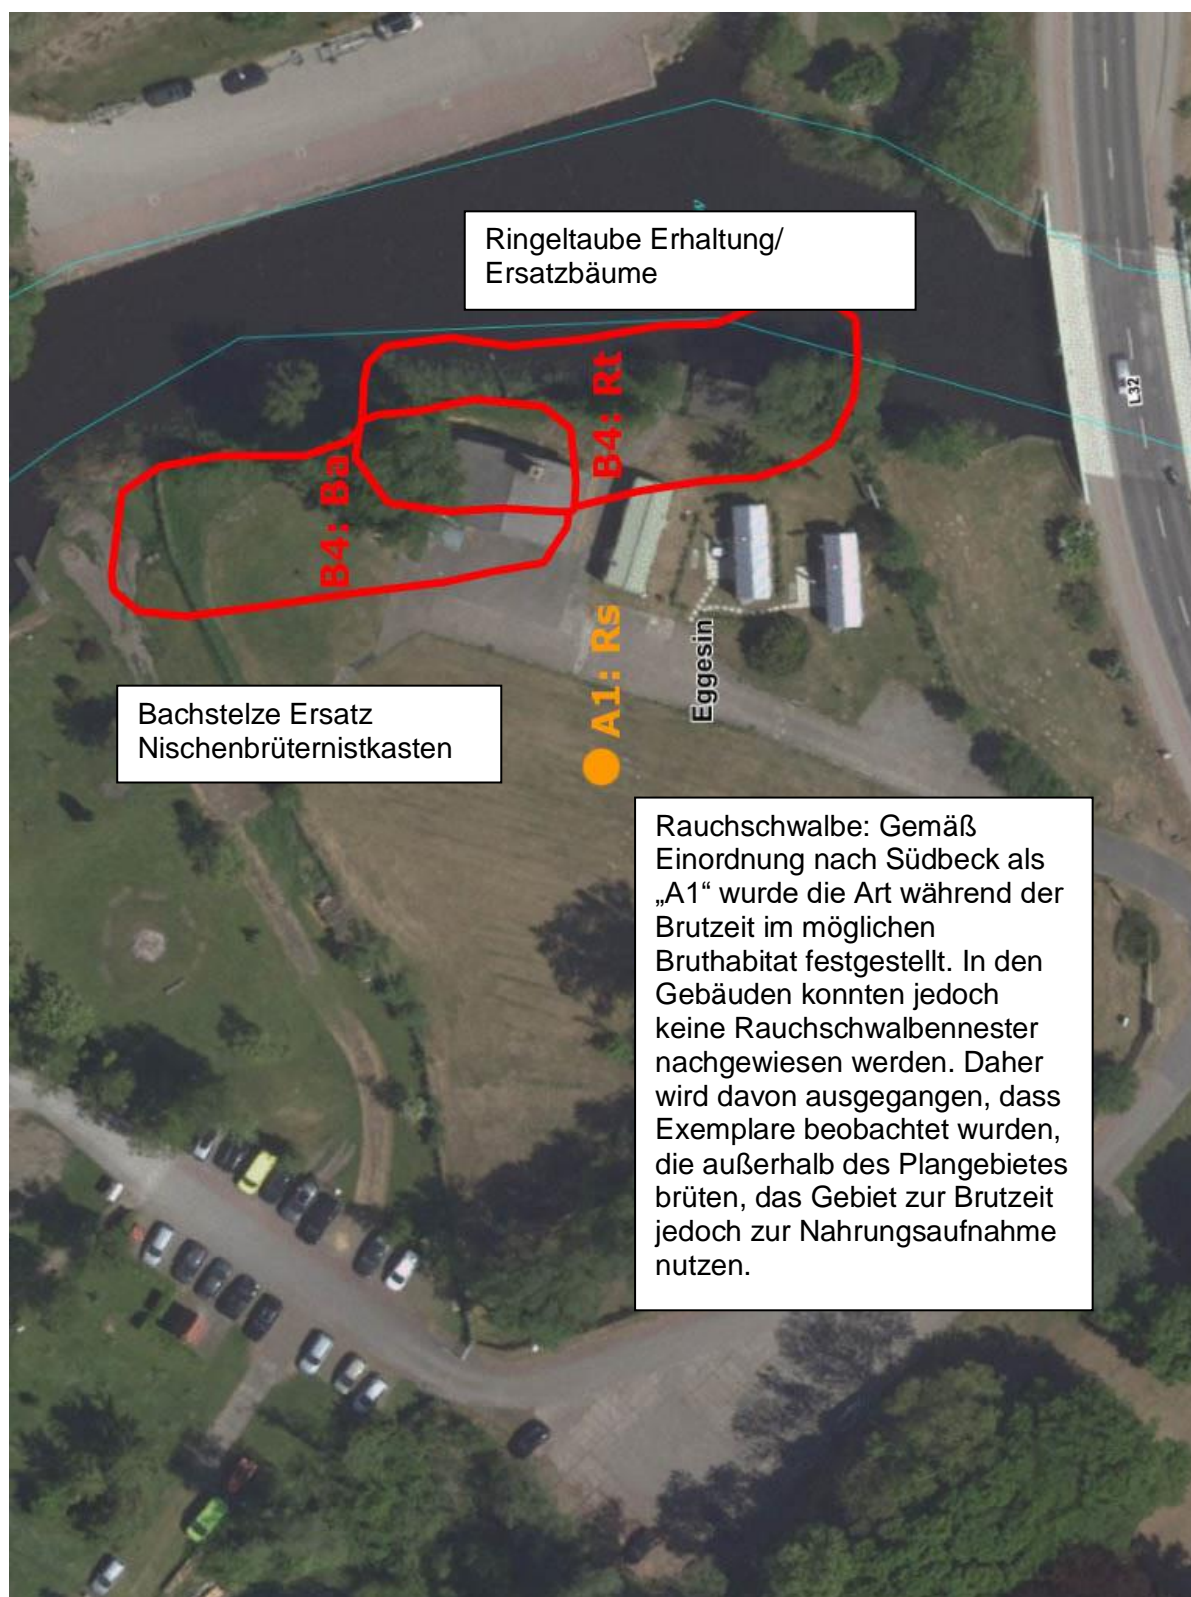 Ringeltaube Erhaltung/
Ersatzbäume
B4: Rt
B4: Ba
L32
A1: Rs
Eggesin
Bachstelze Ersatz
Nischenbrüternistkasten
Rauchschwalbe: Gemäß
Einordnung nach Südbeck als
„A1“ wurde die Art während der
Brutzeit im möglichen
Bruthabitat festgestellt. In den
Gebäuden konnten jedoch
keine Rauchschwalbennester
nachgewiesen werden. Daher
wird davon ausgegangen, dass
Exemplare beobachtet wurden,
die außerhalb des Plangebietes
brüten, das Gebiet zur Brutzeit
jedoch zur Nahrungsaufnahme
nutzen.